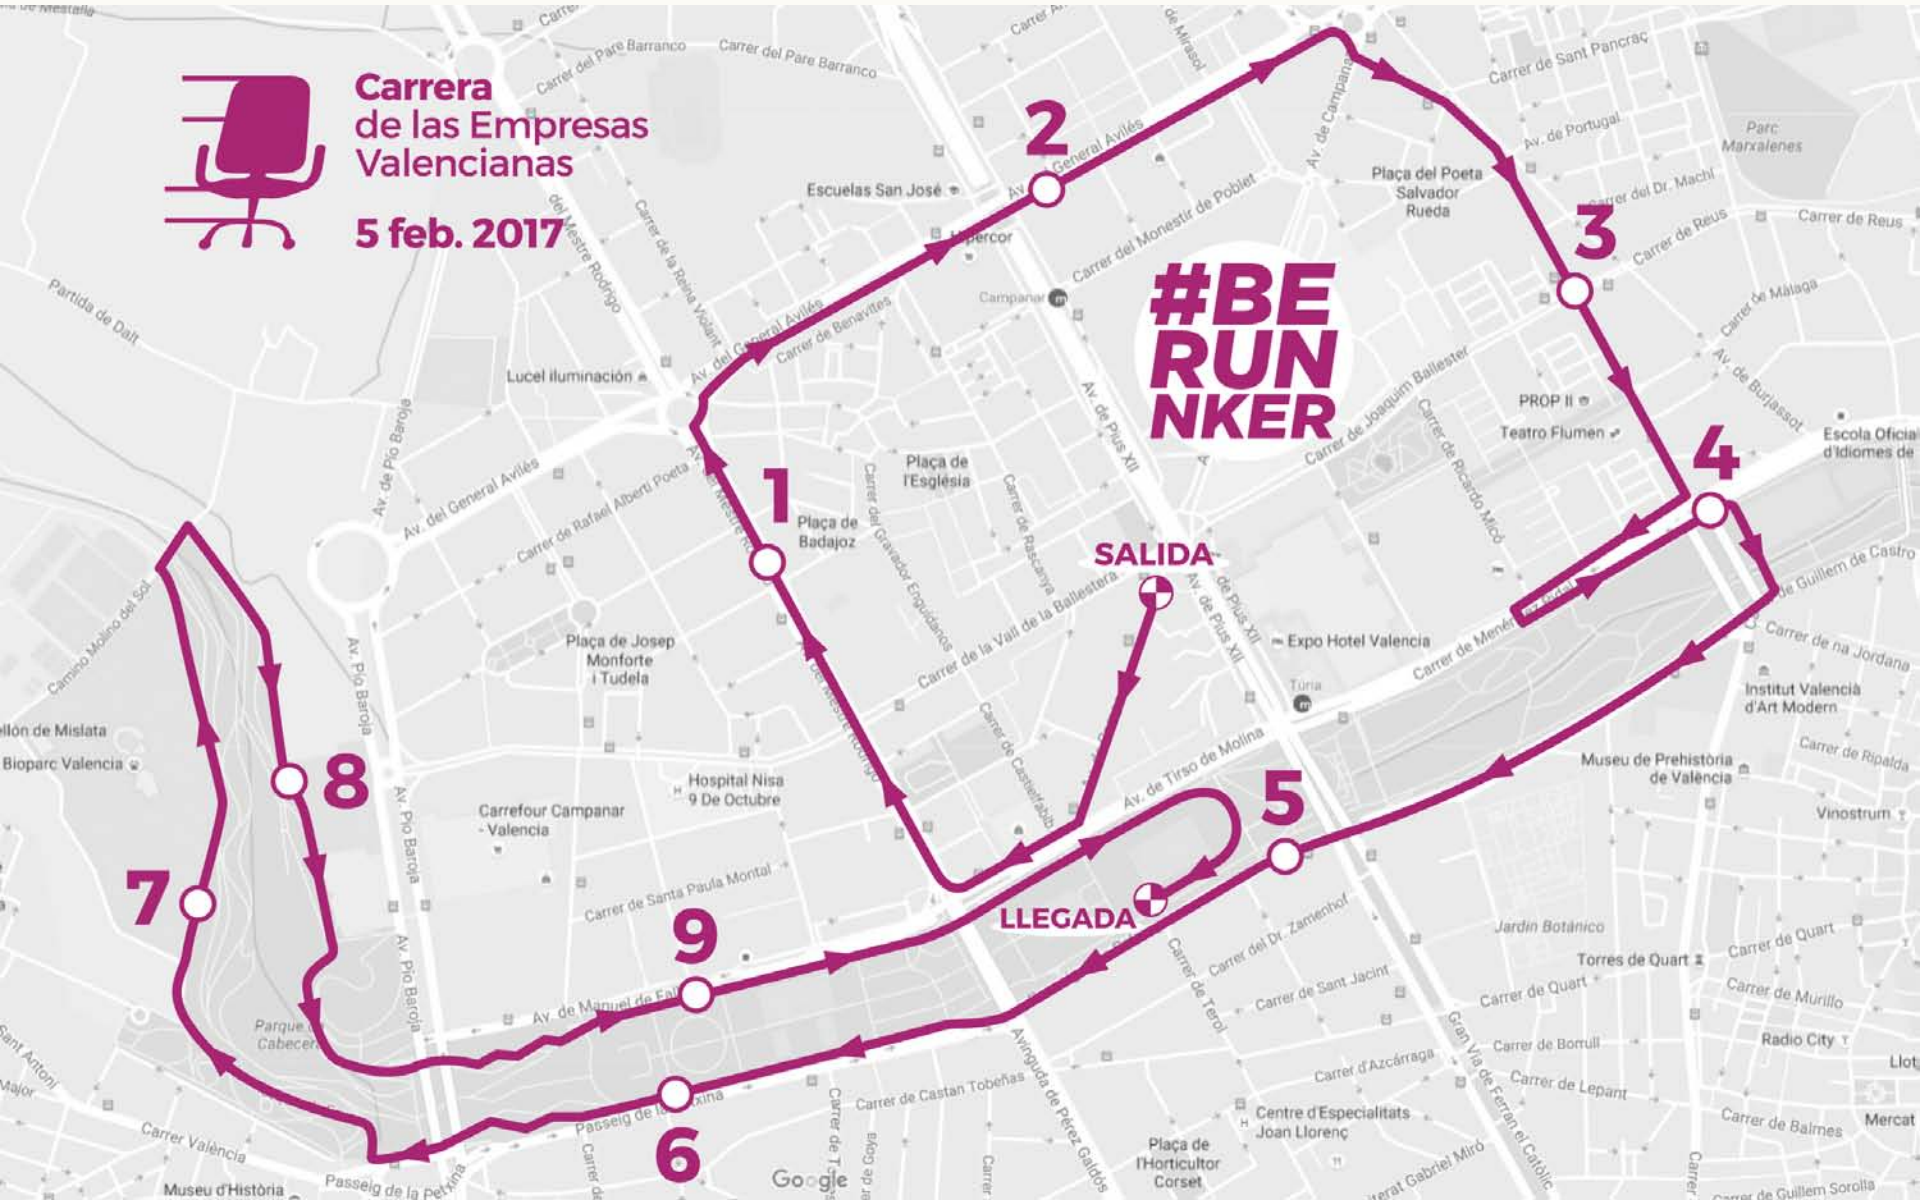 Carrera
de las Empresas
Valencianas
5 feb. 2017
#BE
RUN
NKER
SALIDA
LLEGADA
1
2
3
4
5
6
7
8
9
Carrer del Pare Barranco
Carrer del Pare Barranco
Carrer de Sant Pancraç
Parc
Marxalenes
Av. de Portugal
Carrer del Dr. Machí
Carrer de Reus
Carrer de Reus
Carrer de Màlaga
Av. de Burjassot
Plaça del Poeta
Salvador
Rueda
Escuelas San José
General Avilés
Carrer del Monestir de Poblet
Campanar
Partida de Dalt
del Mestre Rodrigo
Carrer de la Reina Violant
Av. del General Avilés
Carrer de Benavites
Lucel iluminación
Av. de Pío Baroja
Av. del General Avilés
Carrer de Rafael Alberti Poeta
Plaça de
l'Església
Plaça de
Badajoz
Carrer del Gravador Enguídanos
Carrer de Rascanya
Av. de Pius XII
Carrer de Joaquim Ballester
Carrer de Ricardo Micó
PROP II
Teatro Flumen
Escola Oficial
d'Idiomes de
de Guillem de Castro
Carrer de na Jordana
Institut Valencià
d'Art Modern
Carrer de Ripalda
Museu de Prehistòria
de València
Vinostrum
Expo Hotel Valencia
Túria
Av. de Pius XII
de Pius XII
Carrer de la Vall de la Ballestera
Carrer de Castielfabib
Av. de Tirso de Molina
Camino Molino del Sol
Bioparc Valencia
Av. Pío Baroja
Plaça de Josep
Monforte
i Tudela
Hospital Nisa
9 De Octubre
Carrefour Campanar
- Valencia
Av. Pío Baroja
Av. Pío Baroja
Carrer de Santa Paula Montal
Av. de Manuel de
Carrer del Dr. Zamenhof
Carrer de Terol
Carrer de Sant Jacint
Jardín Botánico
Torres de Quart
Carrer de Quart
Carrer de Quart
Carrer de Murillo
Radio City
Carrer de Borrull
Carrer de Lepant
Carrer de Balmes
Mercat
Gran Via de Ferran el Catòlic
Carrer d'Azcárraga
Centre d'Especialitats
Joan Llorenç
Avinguda de Pérez Galdós
Plaça de
l'Horticultor
Corset
Carrer de Castan Tobeñas
Passeig de la
Passeig de la Petxina
Carrer València
Museu d'Història
Google
Carrer de Guillem Sorolla